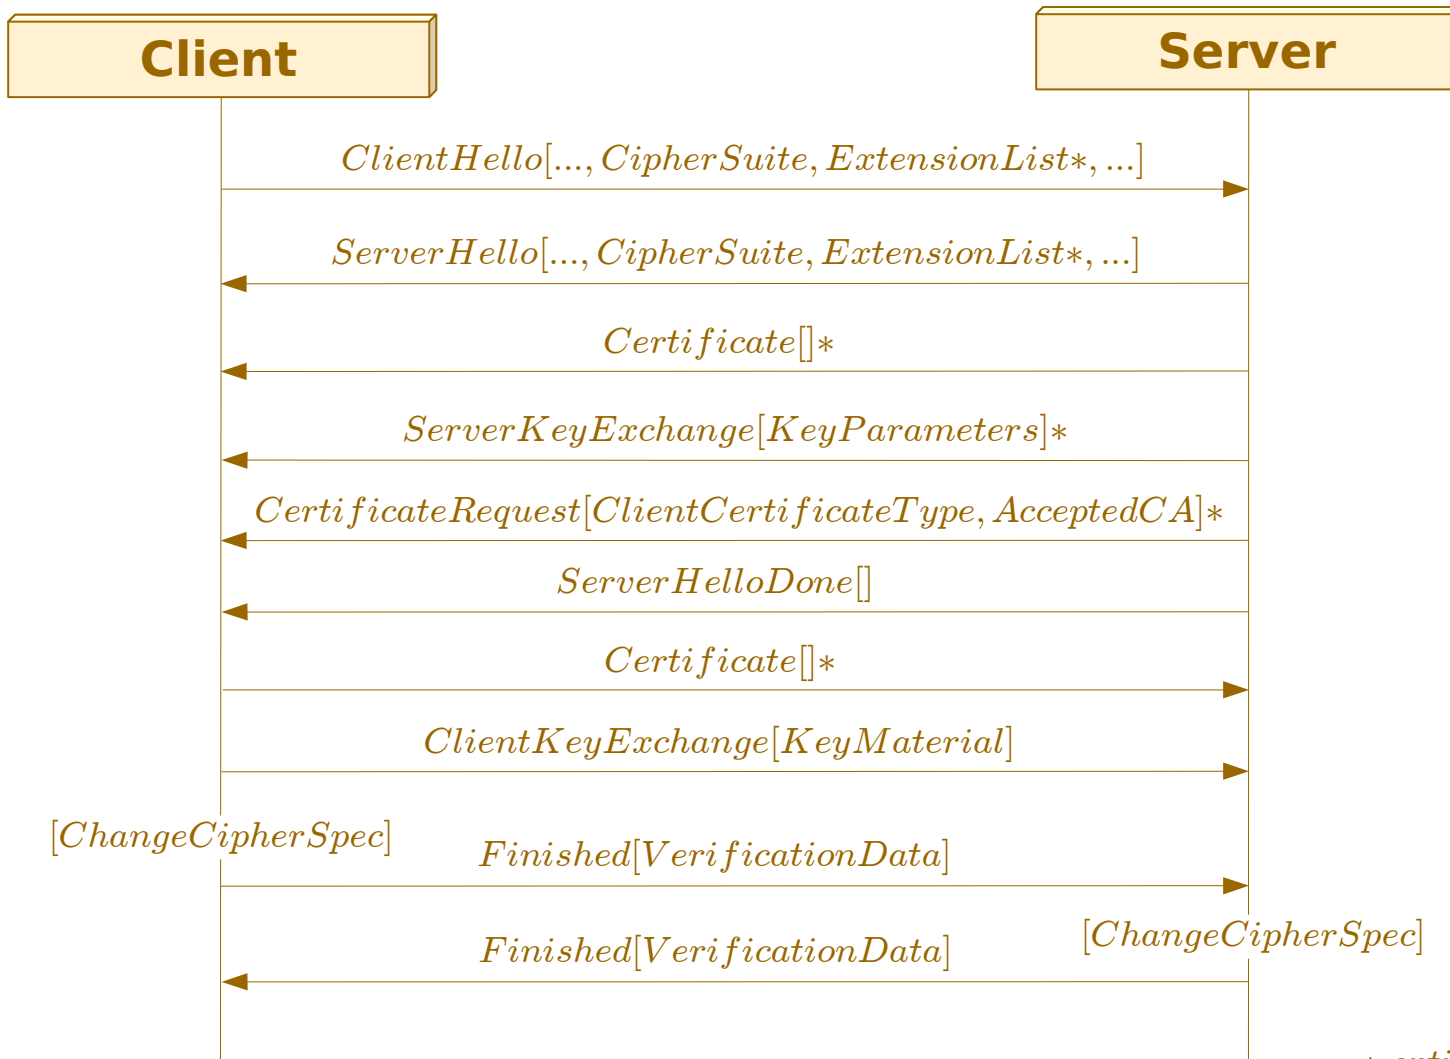 Client
Server
ClientHello[..., CipherSuite, ExtensionList*, ...]
ServerHello[..., CipherSuite, ExtensionList*, ...]
Certificate[]*
ServerKeyExchange[KeyParameters]*
CertificateRequest[ClientCertificateType, AcceptedCA]*
ServerHelloDone[]
Certificate[]*
ClientKeyExchange[KeyMaterial]
[ChangeCipherSpec]
Finished[VerificationData]
[ChangeCipherSpec]
Finished[VerificationData]